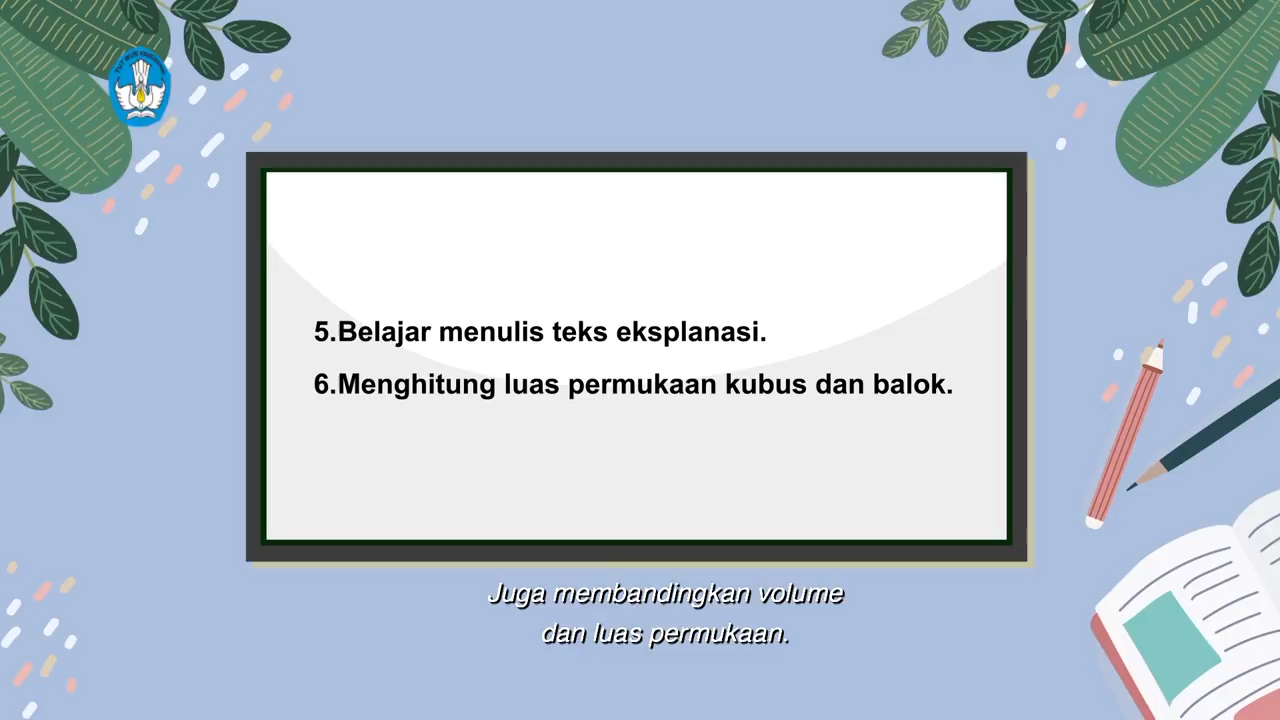 5.Belajar menulis teks eksplanasi.
6.Menghitung luas permukaan kubus dan balok.
Juga membandingkan volume
dan luas permukaan.